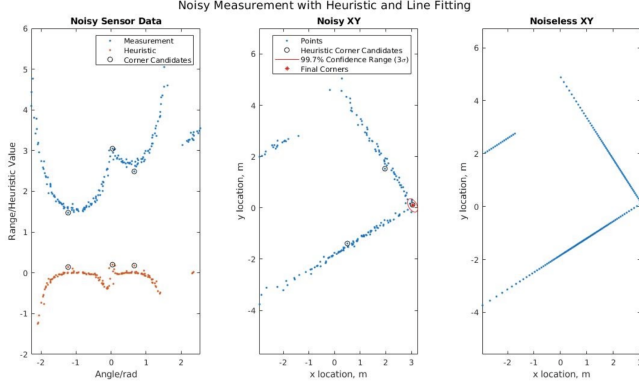 Noisy Measurement with Heuristic and Line Fitting
Noisy Sensor Data
Measurement
Heuristic
Corner Candidates
Range/Heuristic Value
6
5
4
3
2
1
0
-1
-2
-2
-1
0
1
2
Angle/rad
Noisy XY
Points
Heuristic Corner Candidates
99.7% Confidence Range (3σ)
Final Corners
y location, m
6
4
2
0
-2
-4
-2
-1
0
1
2
3
x location, m
Noiseless XY
y location, m
6
4
2
0
-2
-4
-2
-1
0
1
2
3
x location, m